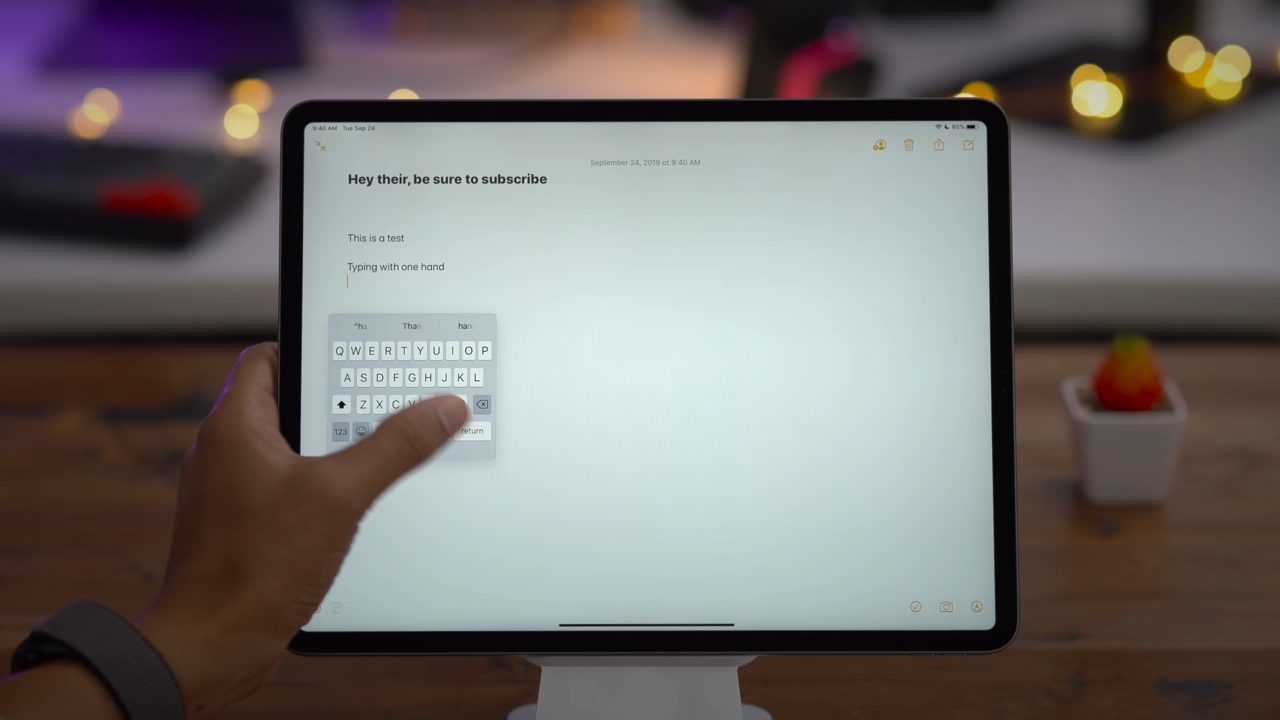 9:40 AM Tue Sep 24
85%
September 24, 2019 at 9:40 AM
Hey their, be sure to subscribe
This is a test
Typing with one hand
Than han
Q W E R T Y U I O P
A S D F G H J K L
Z X C V
123 return